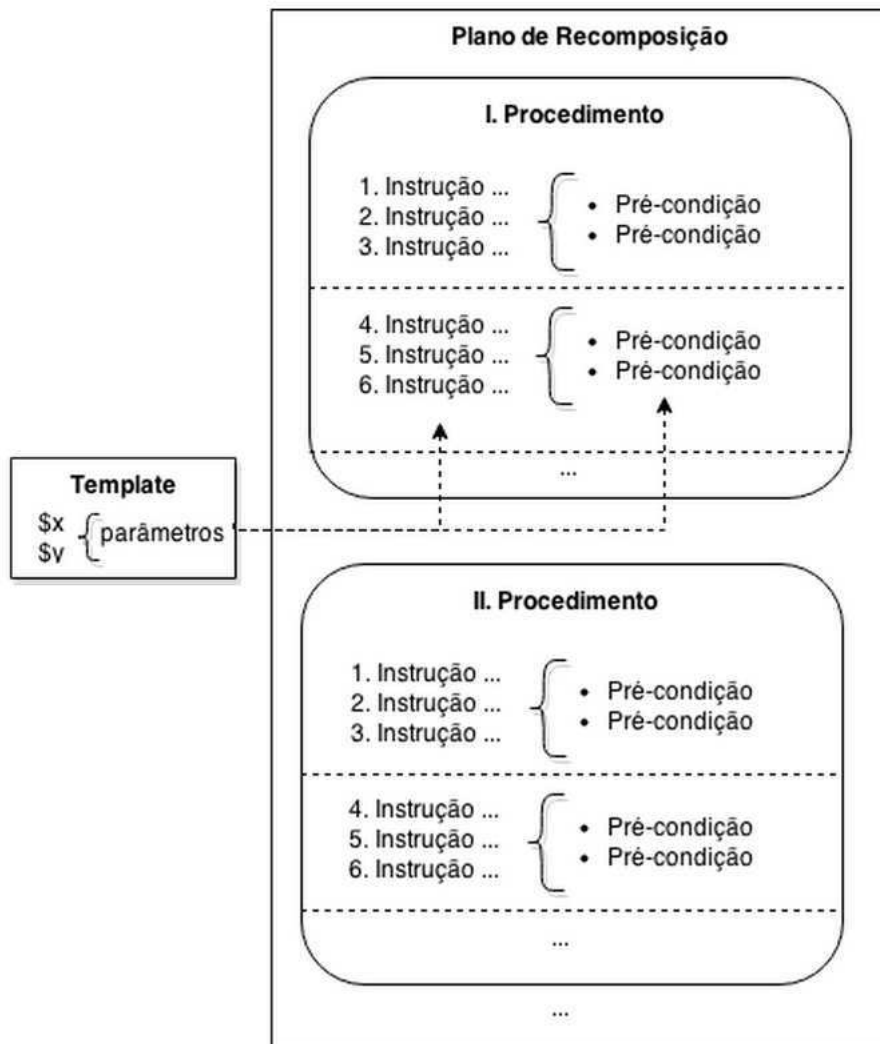 Plano de Recomposição
I. Procedimento
1. Instrução ...
2. Instrução ...
3. Instrução ...
• Pré-condição
• Pré-condição
4. Instrução ...
5. Instrução ...
6. Instrução ...
• Pré-condição
• Pré-condição
...
Template
$x
$y
parâmetros
II. Procedimento
1. Instrução ...
2. Instrução ...
3. Instrução ...
• Pré-condição
• Pré-condição
4. Instrução ...
5. Instrução ...
6. Instrução ...
• Pré-condição
• Pré-condição
...
...